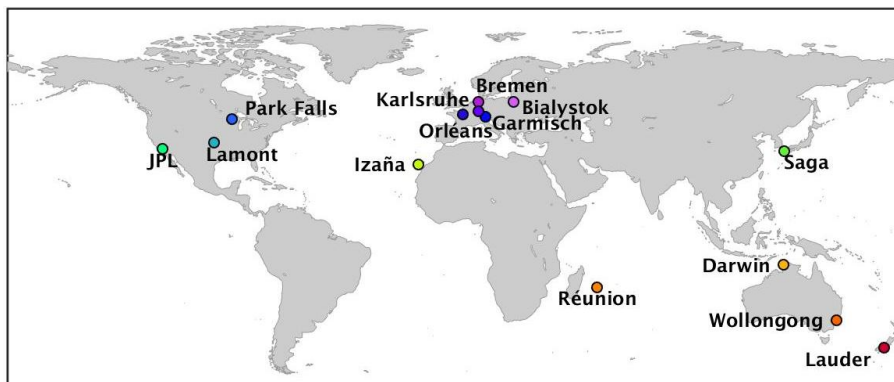 Bremen
Park Falls
Karlsruhe
Bialystok
Garmisch
Orléans
JPL
Lamont
Izaña
Saga
Darwin
Réunion
Wollongong
Lauder